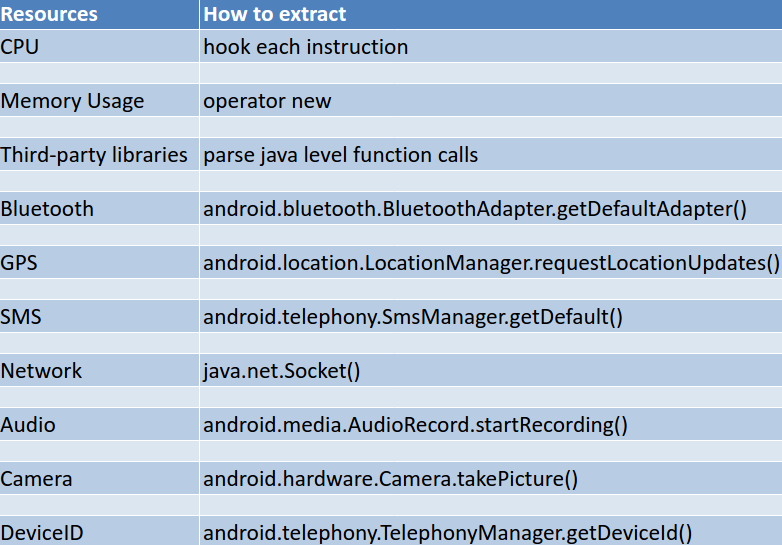 Resources How to extract
CPU hook each instruction
Memory Usage operator new
Third-party libraries parse java level function calls
Bluetooth android.bluetooth.BluetoothAdapter.getDefaultAdapter()
GPS android.location.LocationManager.requestLocationUpdates()
SMS android.telephony.SmsManager.getDefault()
Network java.net.Socket()
Audio android.media.AudioRecord.startRecording()
Camera android.hardware.Camera.takePicture()
DeviceID android.telephony.TelephonyManager.getDeviceId()